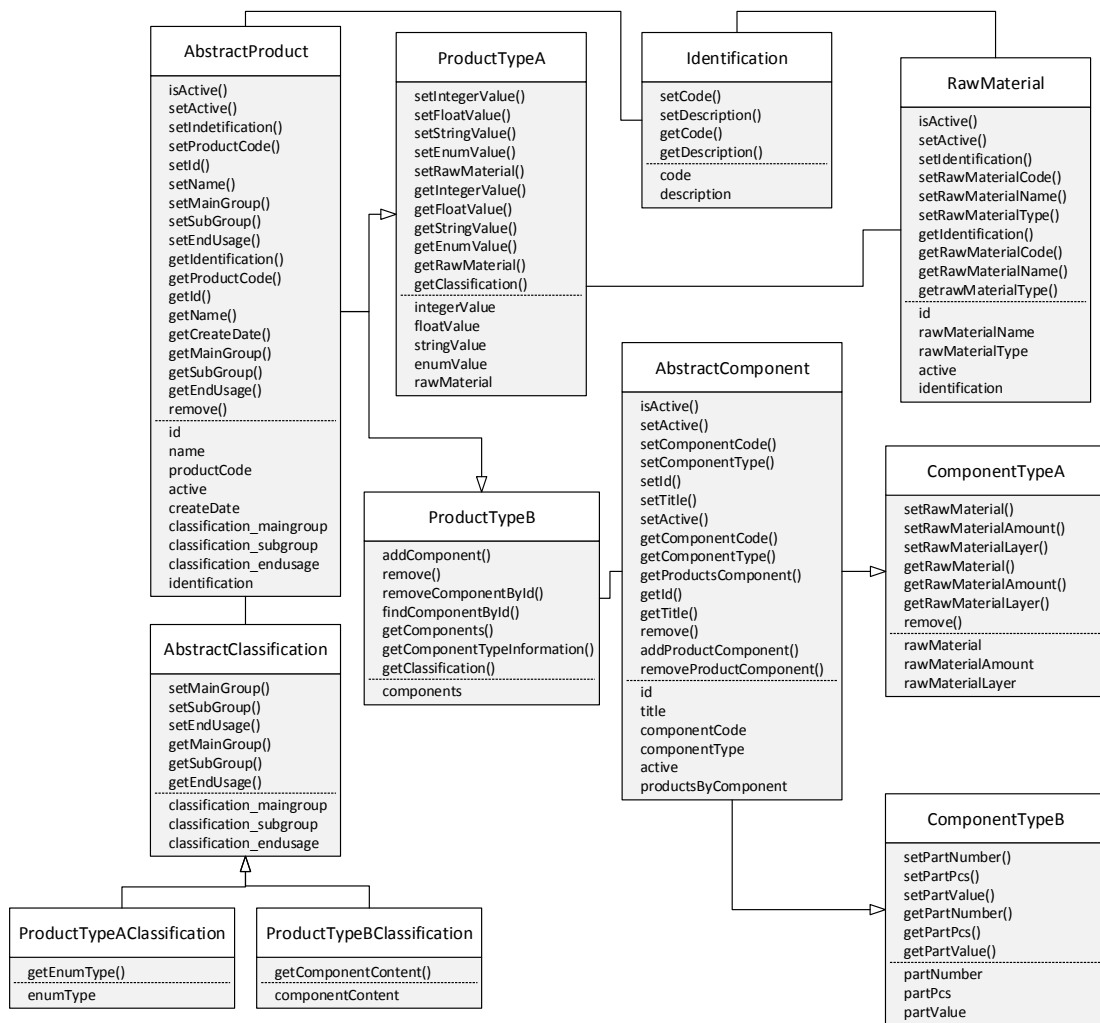 AbstractProduct
isActive()
setActive()
setIndetification()
setProductCode()
setId()
setName()
setMainGroup()
setSubGroup()
setEndUsage()
getIdentification()
getProductCode()
getId()
getName()
getCreateDate()
getMainGroup()
getSubGroup()
getEndUsage()
remove()
id
name
productCode
active
createDate
classification_maingroup
classification_subgroup
classification_endusage
identification
ProductTypeA
setIntegerValue()
setFloatValue()
setStringValue()
setEnumValue()
setRawMaterial()
getIntegerValue()
getFloatValue()
getStringValue()
getEnumValue()
getRawMaterial()
getClassification()
integerValue
floatValue
stringValue
enumValue
rawMaterial
Identification
setCode()
setDescription()
getCode()
getDescription()
code
description
RawMaterial
isActive()
setActive()
setIdentification()
setRawMaterialCode()
setRawMaterialName()
setRawMaterialType()
getIdentification()
getRawMaterialCode()
getRawMaterialName()
getrawMaterialType()
id
rawMaterialName
rawMaterialType
active
identification
AbstractComponent
isActive()
setActive()
setComponentCode()
setComponentType()
setId()
setTitle()
setActive()
getComponentCode()
getComponentType()
getProductsComponent()
getId()
getTitle()
remove()
addProductComponent()
removeProductComponent()
id
title
componentCode
componentType
active
productsByComponent
ComponentTypeA
setRawMaterial()
setRawMaterialAmount()
setRawMaterialLayer()
getRawMaterial()
getRawMaterialAmount()
getRawMaterialLayer()
remove()
rawMaterial
rawMaterialAmount
rawMaterialLayer
ProductTypeB
addComponent()
remove()
removeComponentById()
findComponentById()
getComponents()
getComponentTypeInformation()
getClassification()
components
AbstractClassification
setMainGroup()
setSubGroup()
setEndUsage()
getMainGroup()
getSubGroup()
getEndUsage()
classification_maingroup
classification_subgroup
classification_endusage
ComponentTypeB
setPartNumber()
setPartPcs()
setPartValue()
getPartNumber()
getPartPcs()
getPartValue()
partNumber
partPcs
partValue
ProductTypeAClassification
getEnumType()
enumType
ProductTypeBClassification
getComponentContent()
componentContent